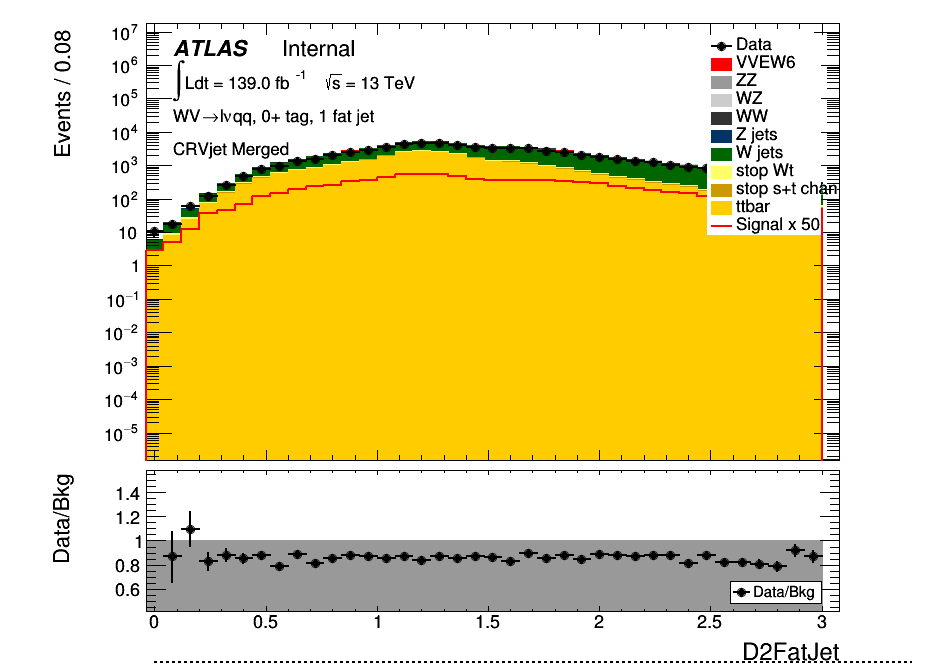 Events / 0.08
10⁷
10⁶
10⁵
10⁴
10³
10²
10
1
10⁻¹
10⁻²
10⁻³
10⁻⁴
10⁻⁵
ATLAS Internal
∫Ldt = 139.0 fb⁻¹ √s = 13 TeV
WV→lνqq, 0+ tag, 1 fat jet
CRVjet Merged
Data
VVEW6
ZZ
WZ
WW
Z jets
W jets
stop Wt
stop s+t chan
ttbar
Signal x 50
Data/Bkg
1.4
1.2
1
0.8
0.6
Data/Bkg
0 0.5 1 1.5 2 2.5 3
D2FatJet